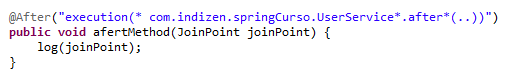 @After("execution(* com.indizen.springCurso.UserService*.after*(..))")
public void afertMethod(JoinPoint joinPoint) {
    log(joinPoint);
}